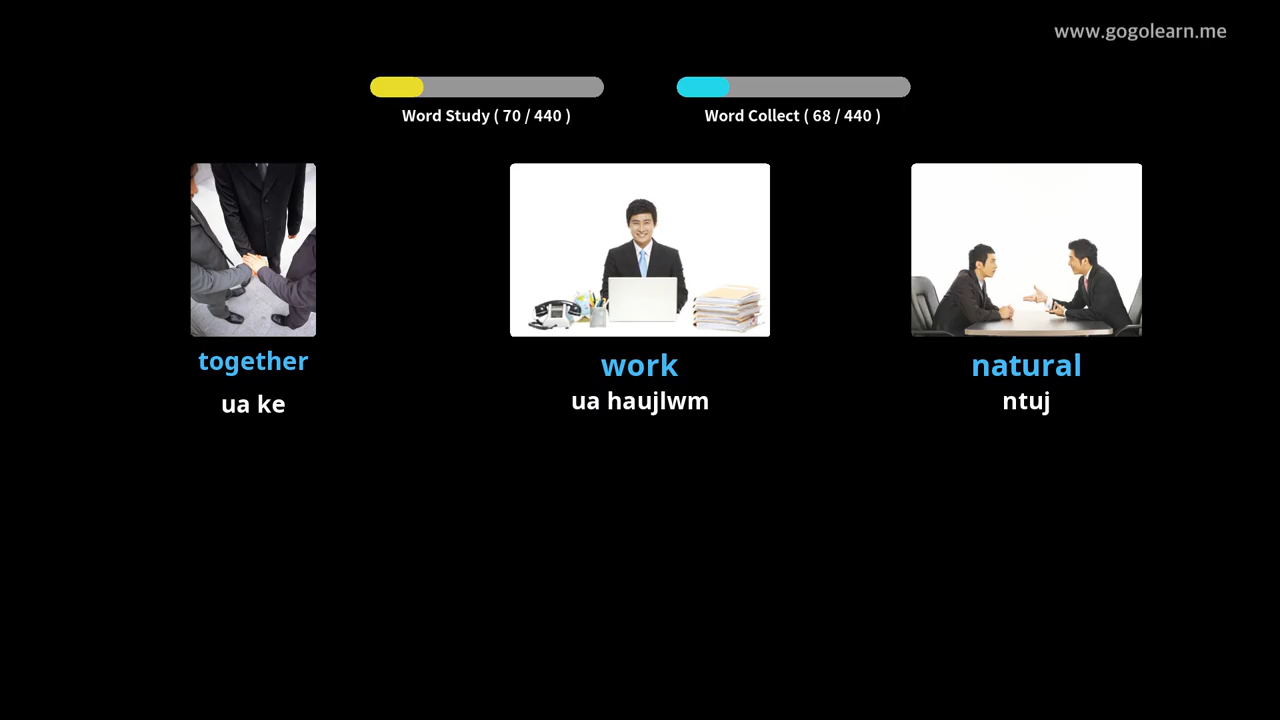 www.gogolearn.me
Word Study ( 70 / 440 )
Word Collect ( 68 / 440 )
together
ua ke
work
ua haujlwm
natural
ntuj